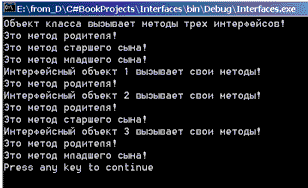 E:\from_D\C#BookProjects\Interfaces\bin\Debug\Interfaces.exe
Объект класса вызывает методы трех интерфейсов!
Это метод родителя!
Это метод старшего сына!
Это метод младшего сына!
Интерфейсный объект 1 вызывает свои методы!
Это метод родителя!
Интерфейсный объект 2 вызывает свои методы!
Это метод родителя!
Это метод старшего сына!
Интерфейсный объект 3 вызывает свои методы!
Это метод родителя!
Это метод младшего сына!
Press any key to continue